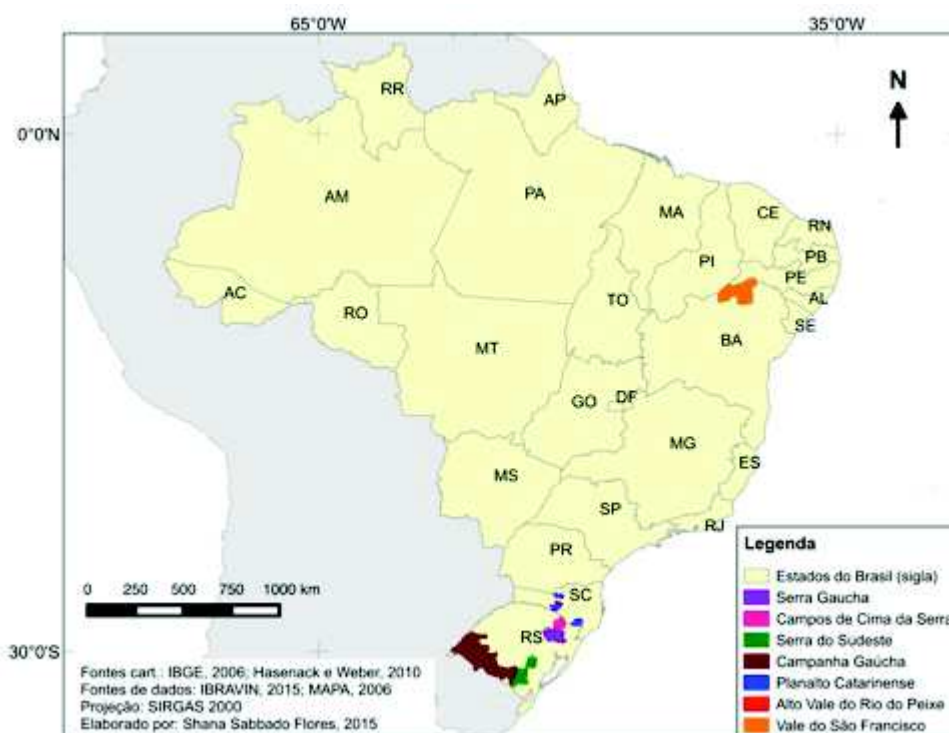 65°0'W 35°0'W
N
RR AP
0°0'N
AM PA MA CE RN
PI PB
PE
AC TO AL
RO SE
MT BA
GO DF
MG
MS ES
SP
RJ
PR
Legenda
0 250 500 750 1000 km
Estados do Brasil (sigla)
SC
Serra Gaucha
Campos de Cima da Serra
RS
Serra do Sudeste
30°0'S
Campanha Gaúcha
Fontes cart.: IBGE, 2006; Hasenack e Weber, 2010
Fontes de dados: IBRAVIN, 2015; MAPA, 2006
Planalto Catarinense
Projeção: SIRGAS 2000
Alto Vale do Rio do Peixe
Elaborado por: Shana Sabbado Flores, 2015
Vale do São Francisco